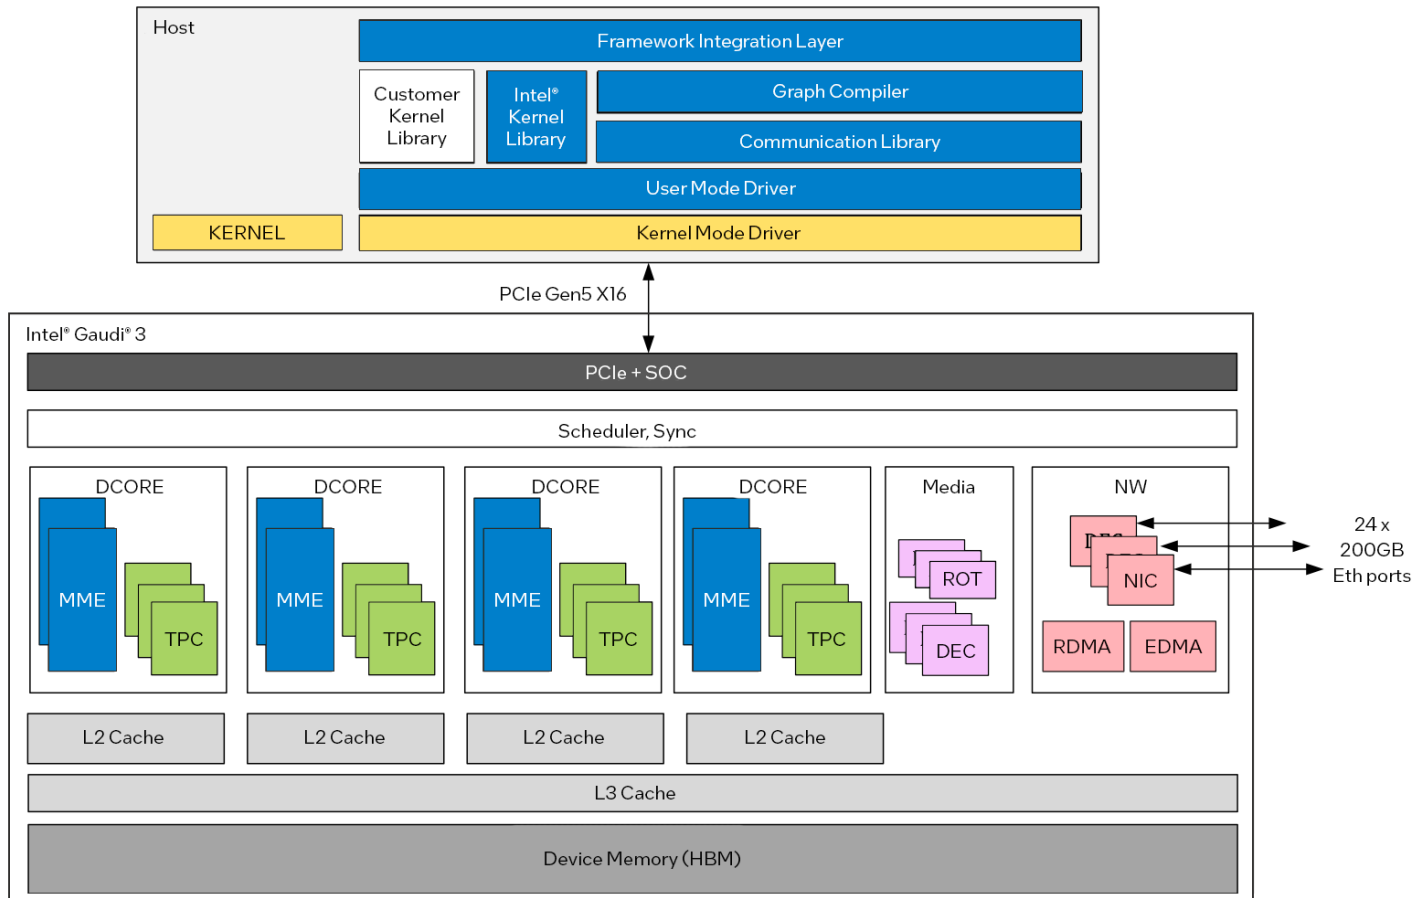 Host
Framework Integration Layer
Customer
Kernel
Library
Intel®
Kernel
Library
Graph Compiler
Communication Library
User Mode Driver
KERNEL
Kernel Mode Driver
PCIe Gen5 X16
Intel® Gaudi® 3
PCIe + SOC
Scheduler, Sync
DCORE
MME
TPC
DCORE
MME
TPC
DCORE
MME
TPC
DCORE
MME
TPC
Media
ROT
DEC
NW
NIC
RDMA
EDMA
24 x
200GB
Eth ports
L2 Cache
L2 Cache
L2 Cache
L2 Cache
L3 Cache
Device Memory (HBM)